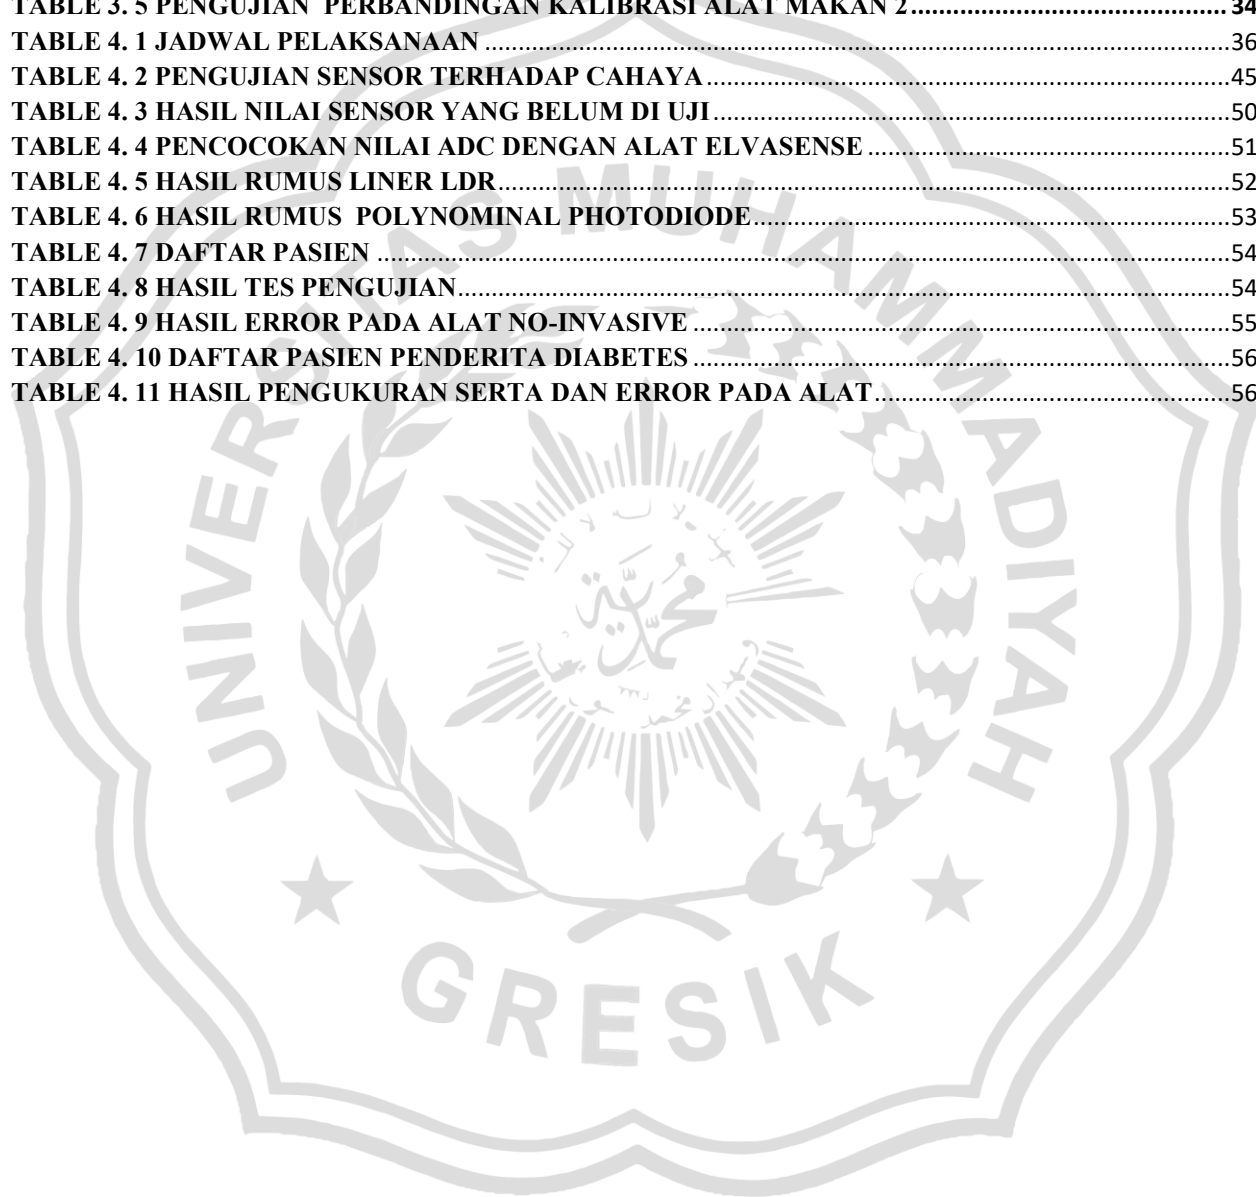 TABLE 3. 5 PENGUJIAN  PERBANDINGAN KALIBRASI ALAT MAKAN 2 34
TABLE 4. 1 JADWAL PELAKSANAAN 36
TABLE 4. 2 PENGUJIAN SENSOR TERHADAP CAHAYA 45
TABLE 4. 3 HASIL NILAI SENSOR YANG BELUM DI UJI 50
TABLE 4. 4 PENCOCOKAN NILAI ADC DENGAN ALAT ELVASENSE 51
TABLE 4. 5 HASIL RUMUS LINER LDR 52
TABLE 4. 6 HASIL RUMUS  POLYNOMINAL PHOTODIODE 53
TABLE 4. 7 DAFTAR PASIEN 54
TABLE 4. 8 HASIL TES PENGUJIAN 54
TABLE 4. 9 HASIL ERROR PADA ALAT NO-INVASIVE 55
TABLE 4. 10 DAFTAR PASIEN PENDERITA DIABETES 56
TABLE 4. 11 HASIL PENGUKURAN SERTA DAN ERROR PADA ALAT 56
UNIVERSITAS MUHAMMADIYAH
محمد
GRESIK